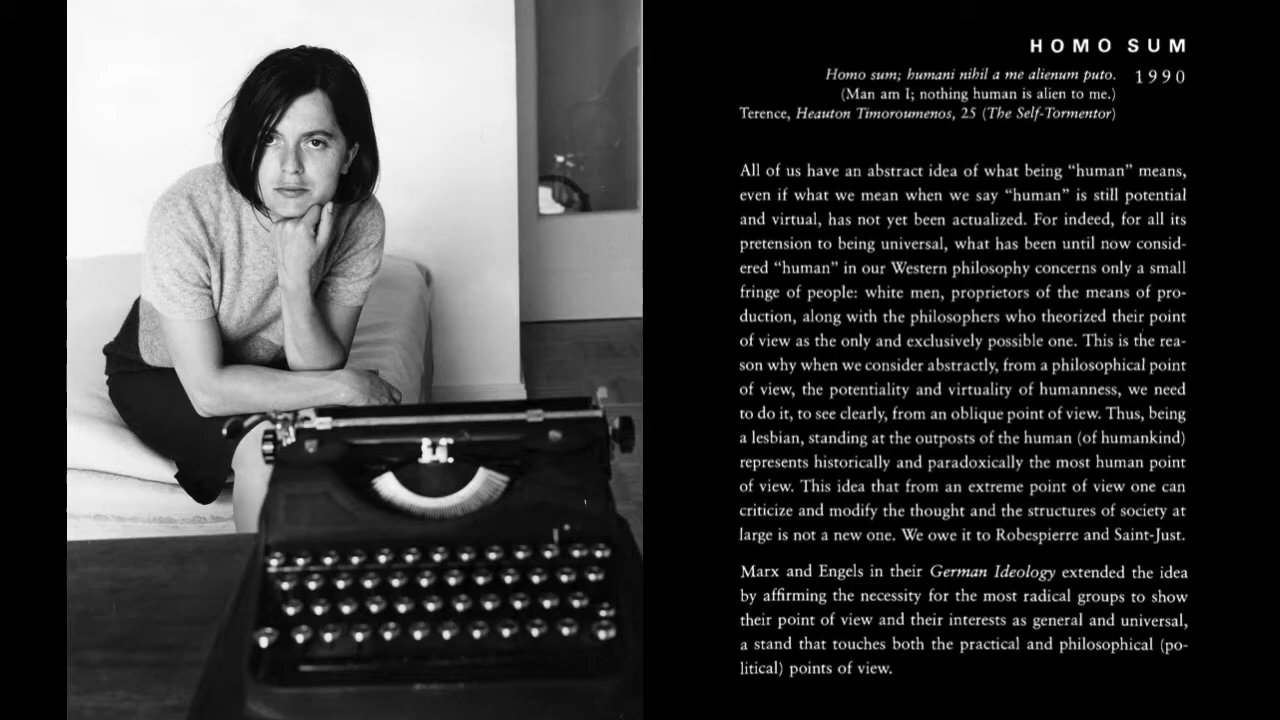 HOMO SUM
1990
Homo sum; humani nihil a me alienum puto.
(Man am I; nothing human is alien to me.)
Terence, Heauton Timoroumenos, 25 (The Self-Tormentor)
All of us have an abstract idea of what being “human” means,
even if what we mean when we say “human” is still potential
and virtual, has not yet been actualized. For indeed, for all its
pretension to being universal, what has been until now consid-
ered “human” in our Western philosophy concerns only a small
fringe of people: white men, proprietors of the means of pro-
duction, along with the philosophers who theorized their point
of view as the only and exclusively possible one. This is the rea-
son why when we consider abstractly, from a philosophical point
of view, the potentiality and virtuality of humanness, we need
to do it, to see clearly, from an oblique point of view. Thus, being
a lesbian, standing at the outposts of the human (of humankind)
represents historically and paradoxically the most human point
of view. This idea that from an extreme point of view one can
criticize and modify the thought and the structures of society at
large is not a new one. We owe it to Robespierre and Saint-Just.
Marx and Engels in their German Ideology extended the idea
by affirming the necessity for the most radical groups to show
their point of view and their interests as general and universal,
a stand that touches both the practical and philosophical (po-
litical) points of view.